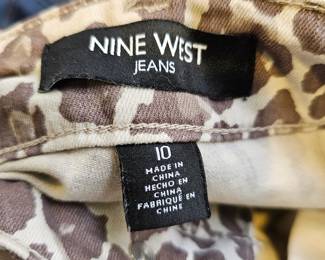 NINE WEST
JEANS
10
MADE IN
CHINA
HECHO EN
CHINA
FABRIQUÉ EN
CHINE